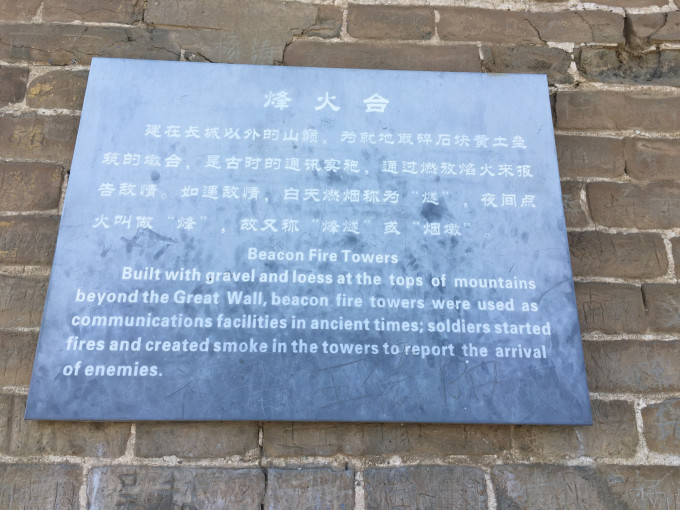 烽火台
建在长城以外的山巅，为就地取碎石块黄土垒
筑的墩台，是古时的通讯实施，通过燃放焰火来报
告敌情。如遇敌情，白天燃烟称为“燧”，夜间点
火叫做“烽”，故又称“烽燧”或“烟墩”。
Beacon Fire Towers
Built with gravel and loess at the tops of mountains
beyond the Great Wall, beacon fire towers were used as
communications facilities in ancient times; soldiers started
fires and created smoke in the towers to report the arrival
of enemies.